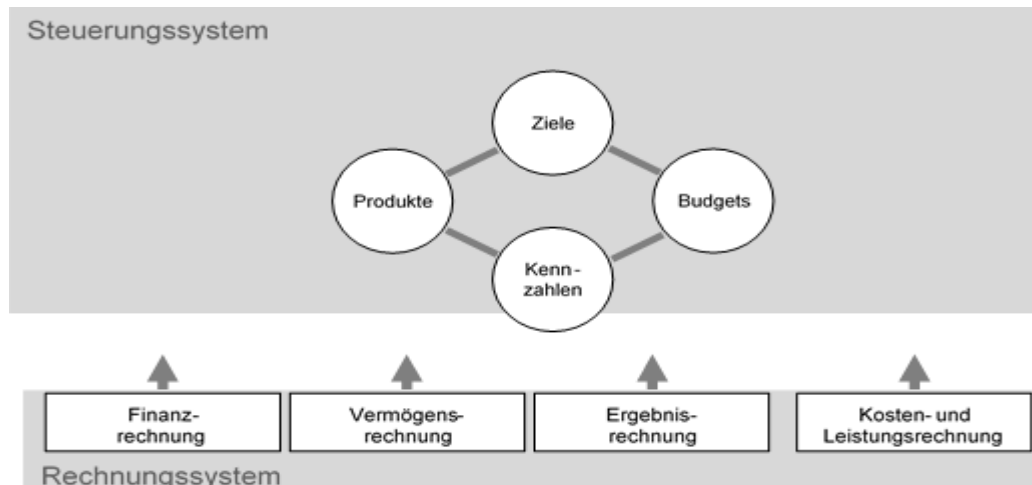 Steuerungssystem
Ziele
Produkte
Budgets
Kenn-
zahlen
Finanz-
rechnung
Vermögens-
rechnung
Ergebnis-
rechnung
Kosten- und
Leistungsrechnung
Rechnungssystem